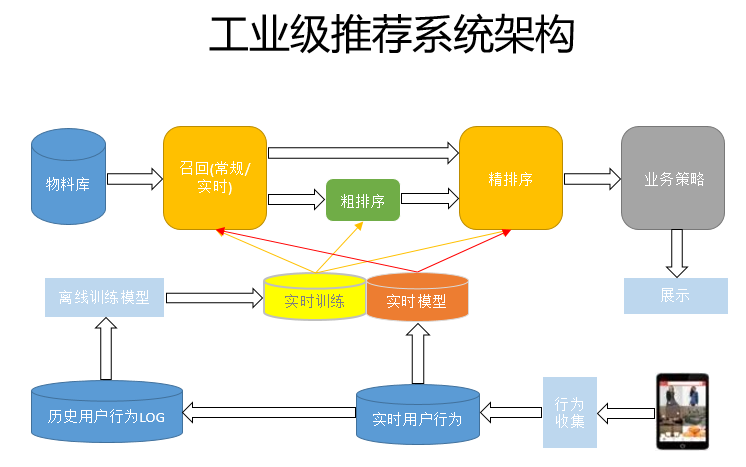 工业级推荐系统架构
物料库
召回(常规/
实时)
粗排序
精排序
业务策略
离线训练模型
实时训练
实时模型
展示
历史用户行为LOG
实时用户行为
行为
收集